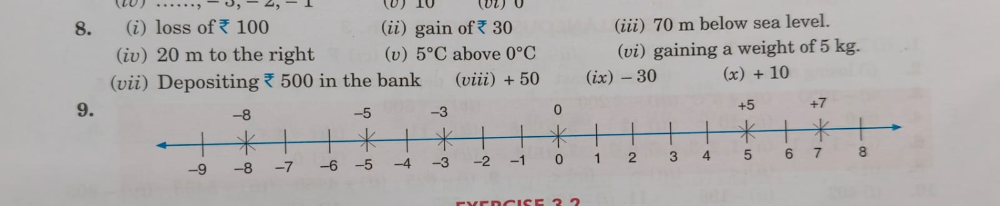 (iv) ......, – 3, – 2, – 1 (v) 10 (vi) 0
8. (i) loss of ₹ 100 (ii) gain of ₹ 30 (iii) 70 m below sea level.
(iv) 20 m to the right (v) 5°C above 0°C (vi) gaining a weight of 5 kg.
(vii) Depositing ₹ 500 in the bank (viii) + 50 (ix) – 30 (x) + 10
9.
–8 –5 –3 0 +5 +7
–9 –8 –7 –6 –5 –4 –3 –2 –1 0 1 2 3 4 5 6 7 8
EXERCISE 3.2